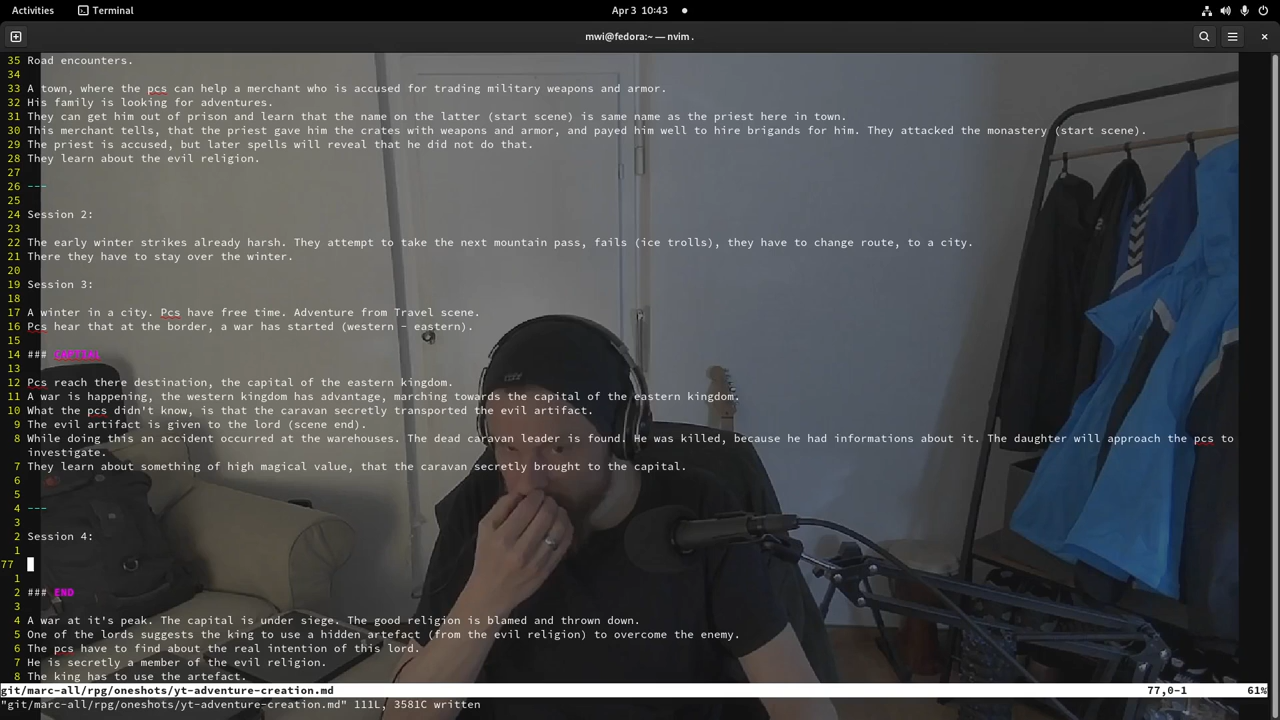 Activities Terminal Apr 3 10:43
mwi@fedora:~ — nvim .
35 Road encounters.
34
33 A town, where the pcs can help a merchant who is accused for trading military weapons and armor.
32 His family is looking for adventures.
31 They can get him out of prison and learn that the name on the latter (start scene) is same name as the priest here in town.
30 This merchant tells, that the priest gave him the crates with weapons and armor, and payed him well to hire brigands for him. They attacked the monastery (start scene).
29 The priest is accused, but later spells will reveal that he did not do that.
28 They learn about the evil religion.
27
26 ---
25
24 Session 2:
23
22 The early winter strikes already harsh. They attempt to take the next mountain pass, fails (ice trolls), they have to change route, to a city.
21 There they have to stay over the winter.
20
19 Session 3:
18
17 A winter in a city. Pcs have free time. Adventure from Travel scene.
16 Pcs hear that at the border, a war has started (western - eastern).
15
14 ###
13
12 Pcs reach there destination, the capital of the eastern kingdom.
11 A war is happening, the western kingdom has advantage, marching towards the capital of the eastern kingdom.
10 What the pcs didn't know, is that the caravan secretly transported the evil artifact.
9 The evil artifact is given to the lord (scene end).
8 While doing this an accident occurred at the warehouses. The dead caravan leader is found. He was killed, because he had informations about it. The daughter will approach the pcs to
investigate.
7 They learn about something of high magical value, that the caravan secretly brought to the capital.
6
5
4 ---
3
2 Session 4:
1
77
1
2 ### END
3
4 A war at it's peak. The capital is under siege. The good religion is blamed and thrown down.
5 One of the lords suggests the king to use a hidden artefact (from the evil religion) to overcome the enemy.
6 The pcs have to find about the real intention of this lord.
7 He is secretly a member of the evil religion.
8 The king has to use the artefact.
git/marc-all/rpg/oneshots/yt-adventure-creation.md 77,0-1 61%
"git/marc-all/rpg/oneshots/yt-adventure-creation.md" 111L, 3581C written